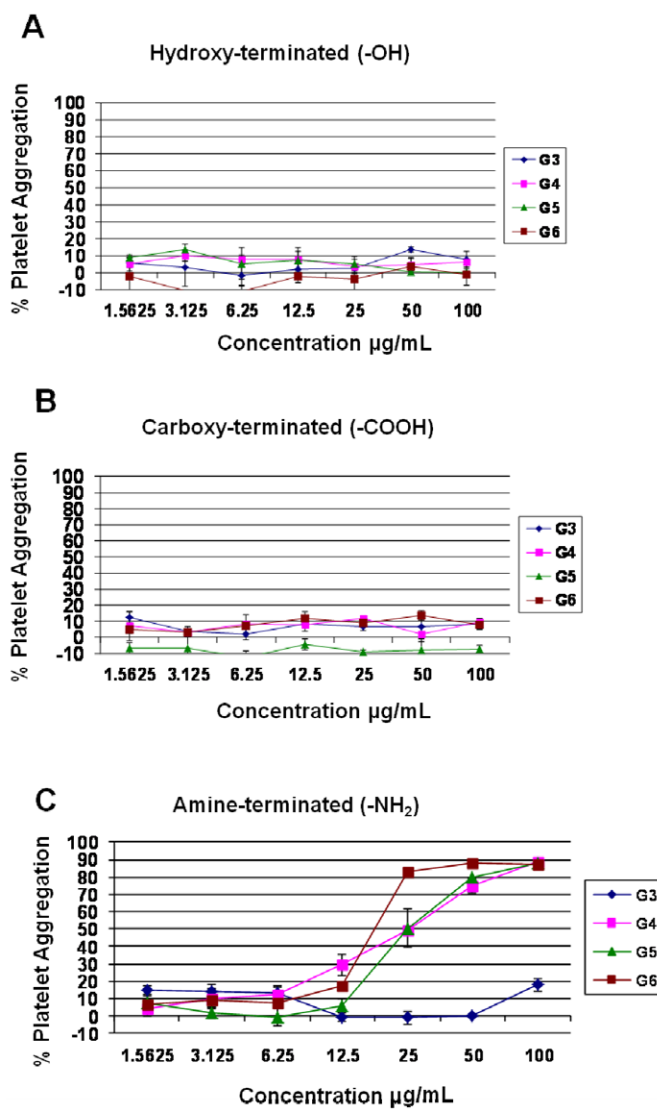 A
Hydroxy-terminated (-OH)
% Platelet Aggregation
100
90
80
70
60
50
40
30
20
10
0
-10
1.5625 3.125 6.25 12.5 25 50 100
Concentration µg/mL
G3
G4
G5
G6
B
Carboxy-terminated (-COOH)
% Platelet Aggregation
100
90
80
70
60
50
40
30
20
10
0
-10
1.5625 3.125 6.25 12.5 25 50 100
Concentration µg/mL
G3
G4
G5
G6
C
Amine-terminated (-NH₂)
% Platelet Aggregation
100
90
80
70
60
50
40
30
20
10
0
-10
1.5625 3.125 6.25 12.5 25 50 100
Concentration µg/mL
G3
G4
G5
G6